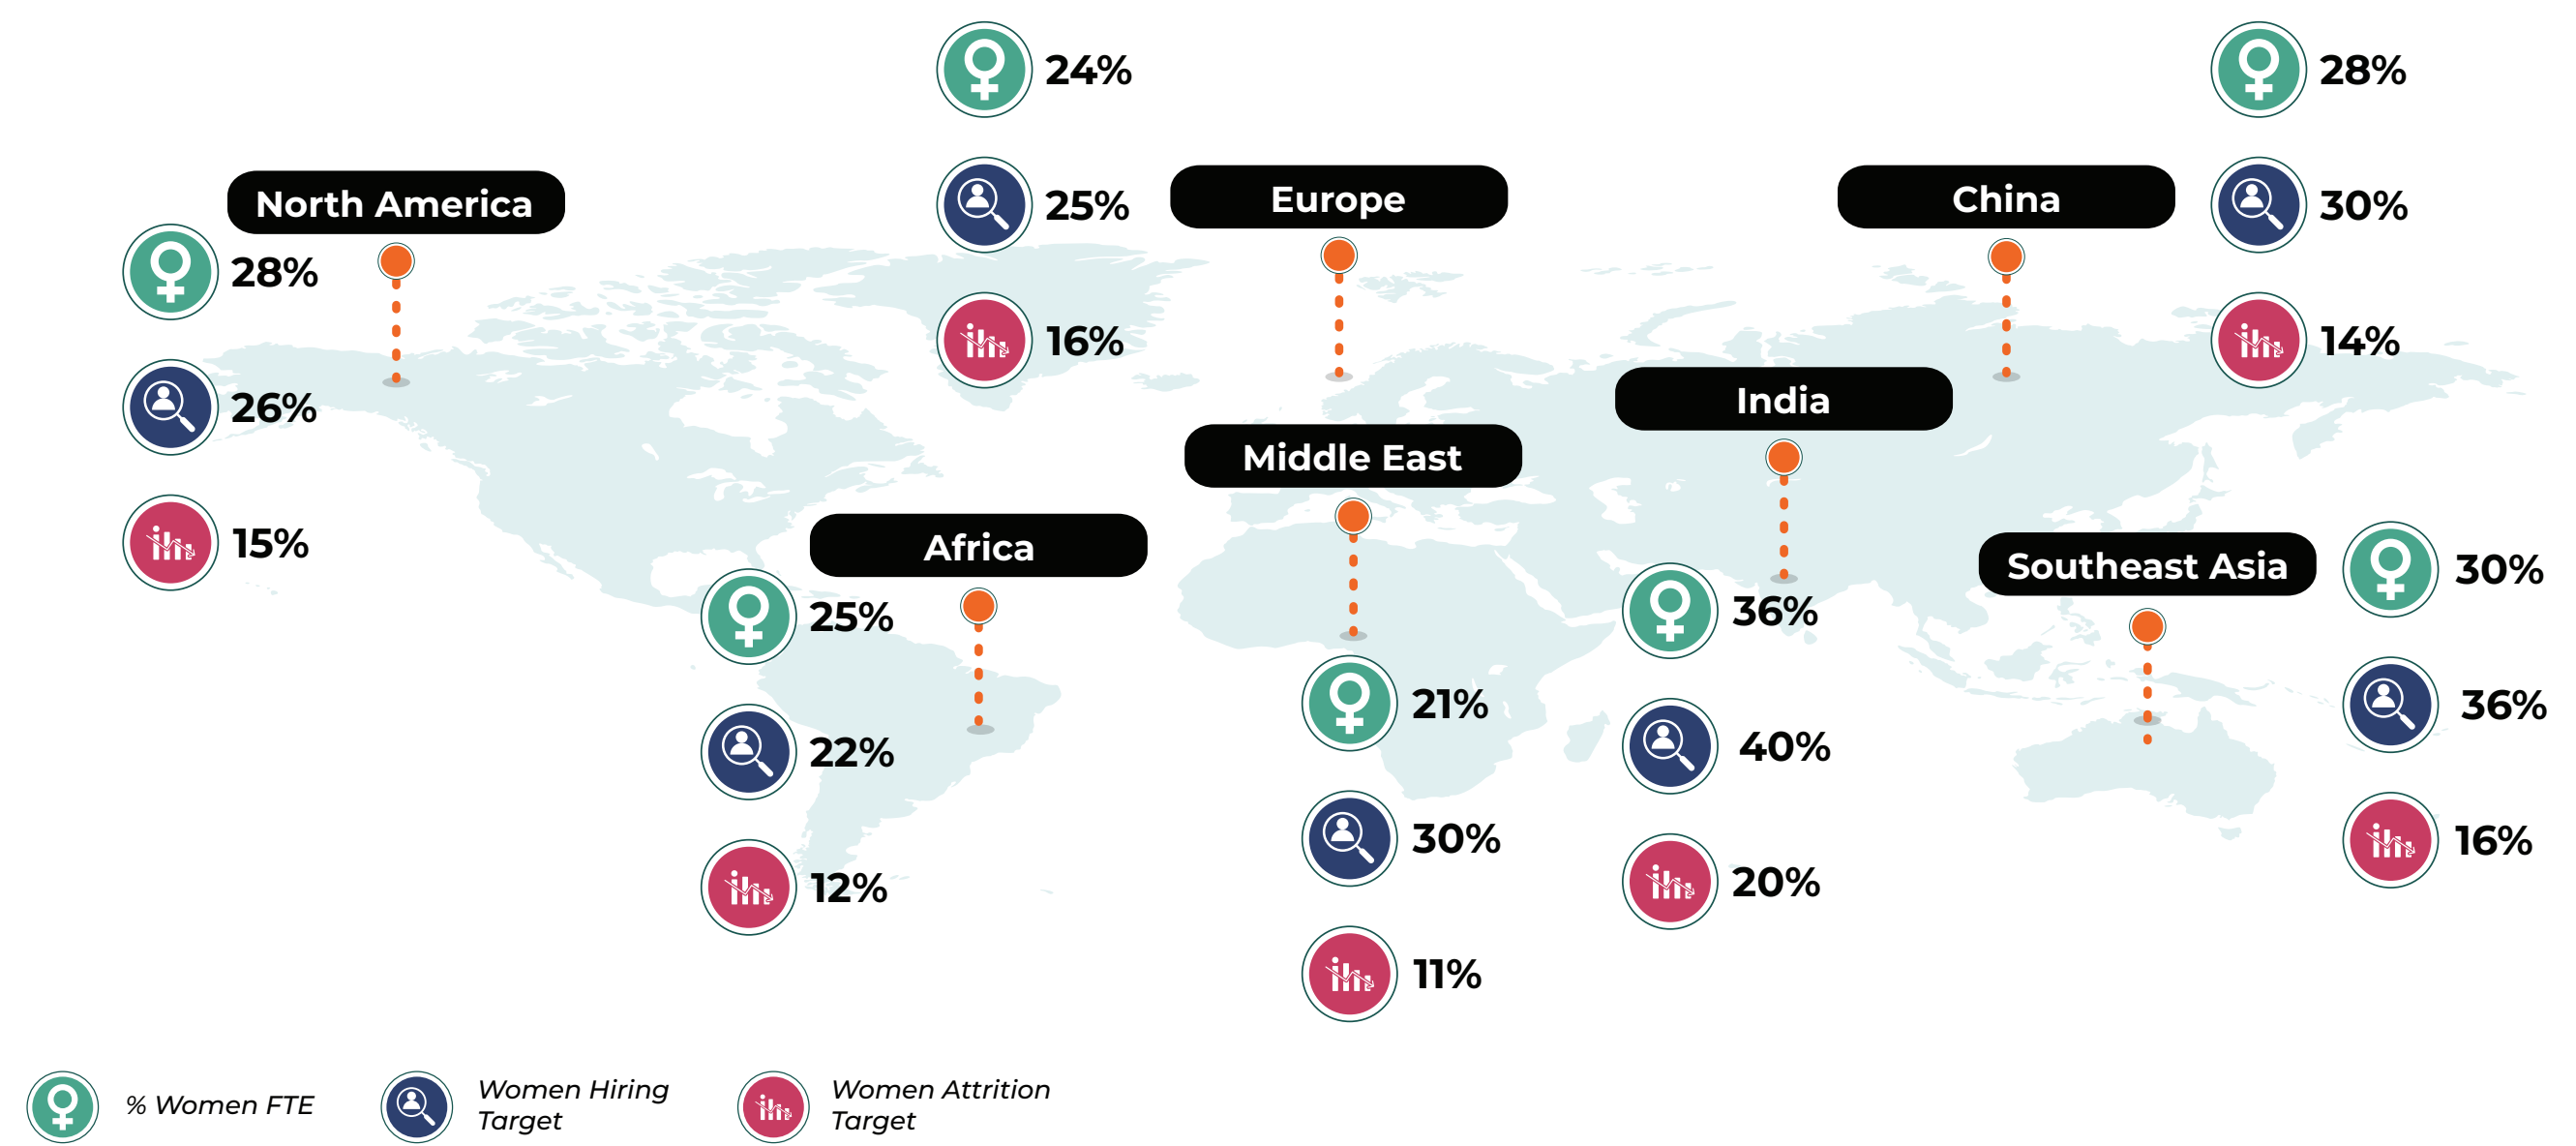 North America
28%
26%
15%
24%
25%
16%
Europe
China
28%
30%
14%
Africa
25%
22%
12%
Middle East
21%
30%
11%
India
36%
40%
20%
Southeast Asia
30%
36%
16%
% Women FTE
Women Hiring
Target
Women Attrition
Target